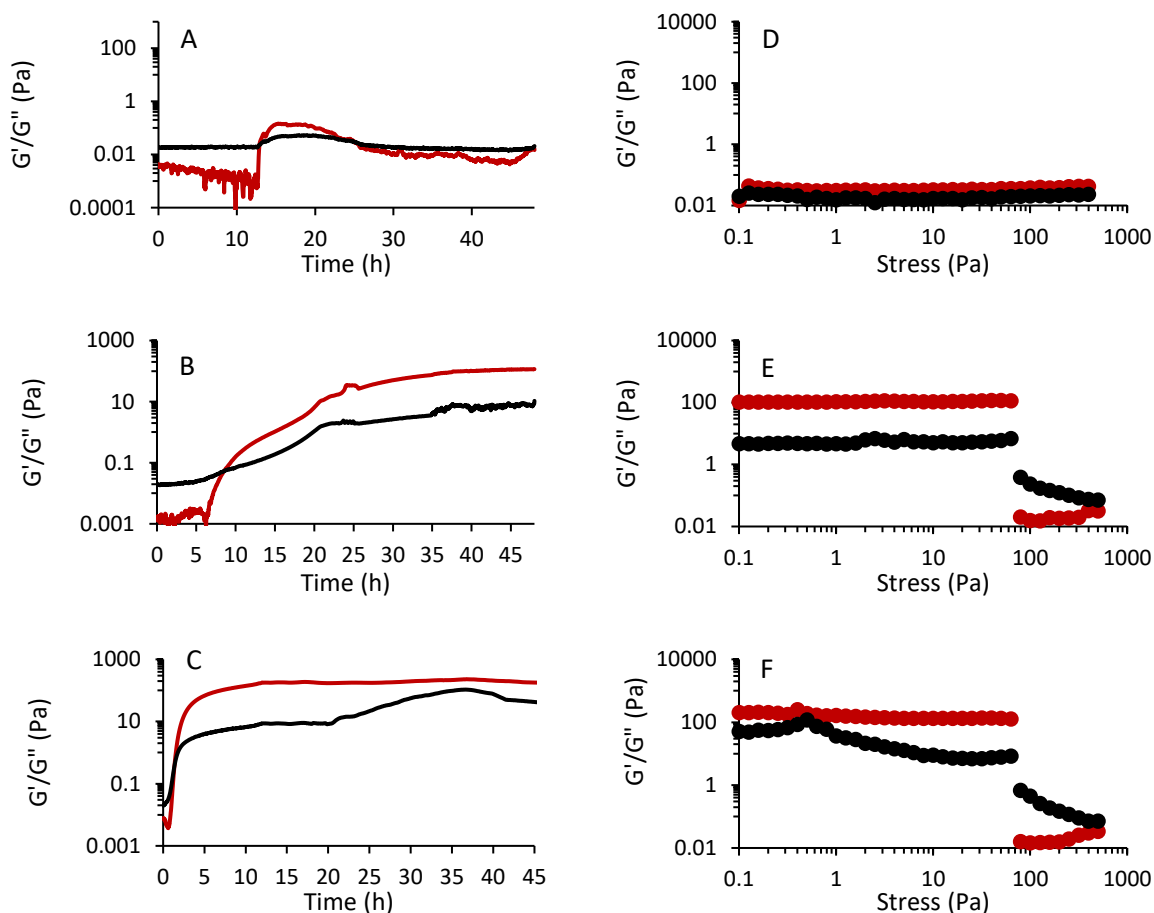 A
G'/G" (Pa)
100
1
0.01
0.0001
0 10 20 30 40
Time (h)
D
G'/G" (Pa)
10000
100
1
0.01
0.1 1 10 100 1000
Stress (Pa)
B
G'/G" (Pa)
1000
10
0.1
0.001
0 5 10 15 20 25 30 35 40 45
Time (h)
E
G'/G" (Pa)
10000
100
1
0.01
0.1 1 10 100 1000
Stress (Pa)
C
G'/G" (Pa)
1000
10
0.1
0.001
0 5 10 15 20 25 30 35 40 45
Time (h)
F
G'/G" (Pa)
10000
100
1
0.01
0.1 1 10 100 1000
Stress (Pa)